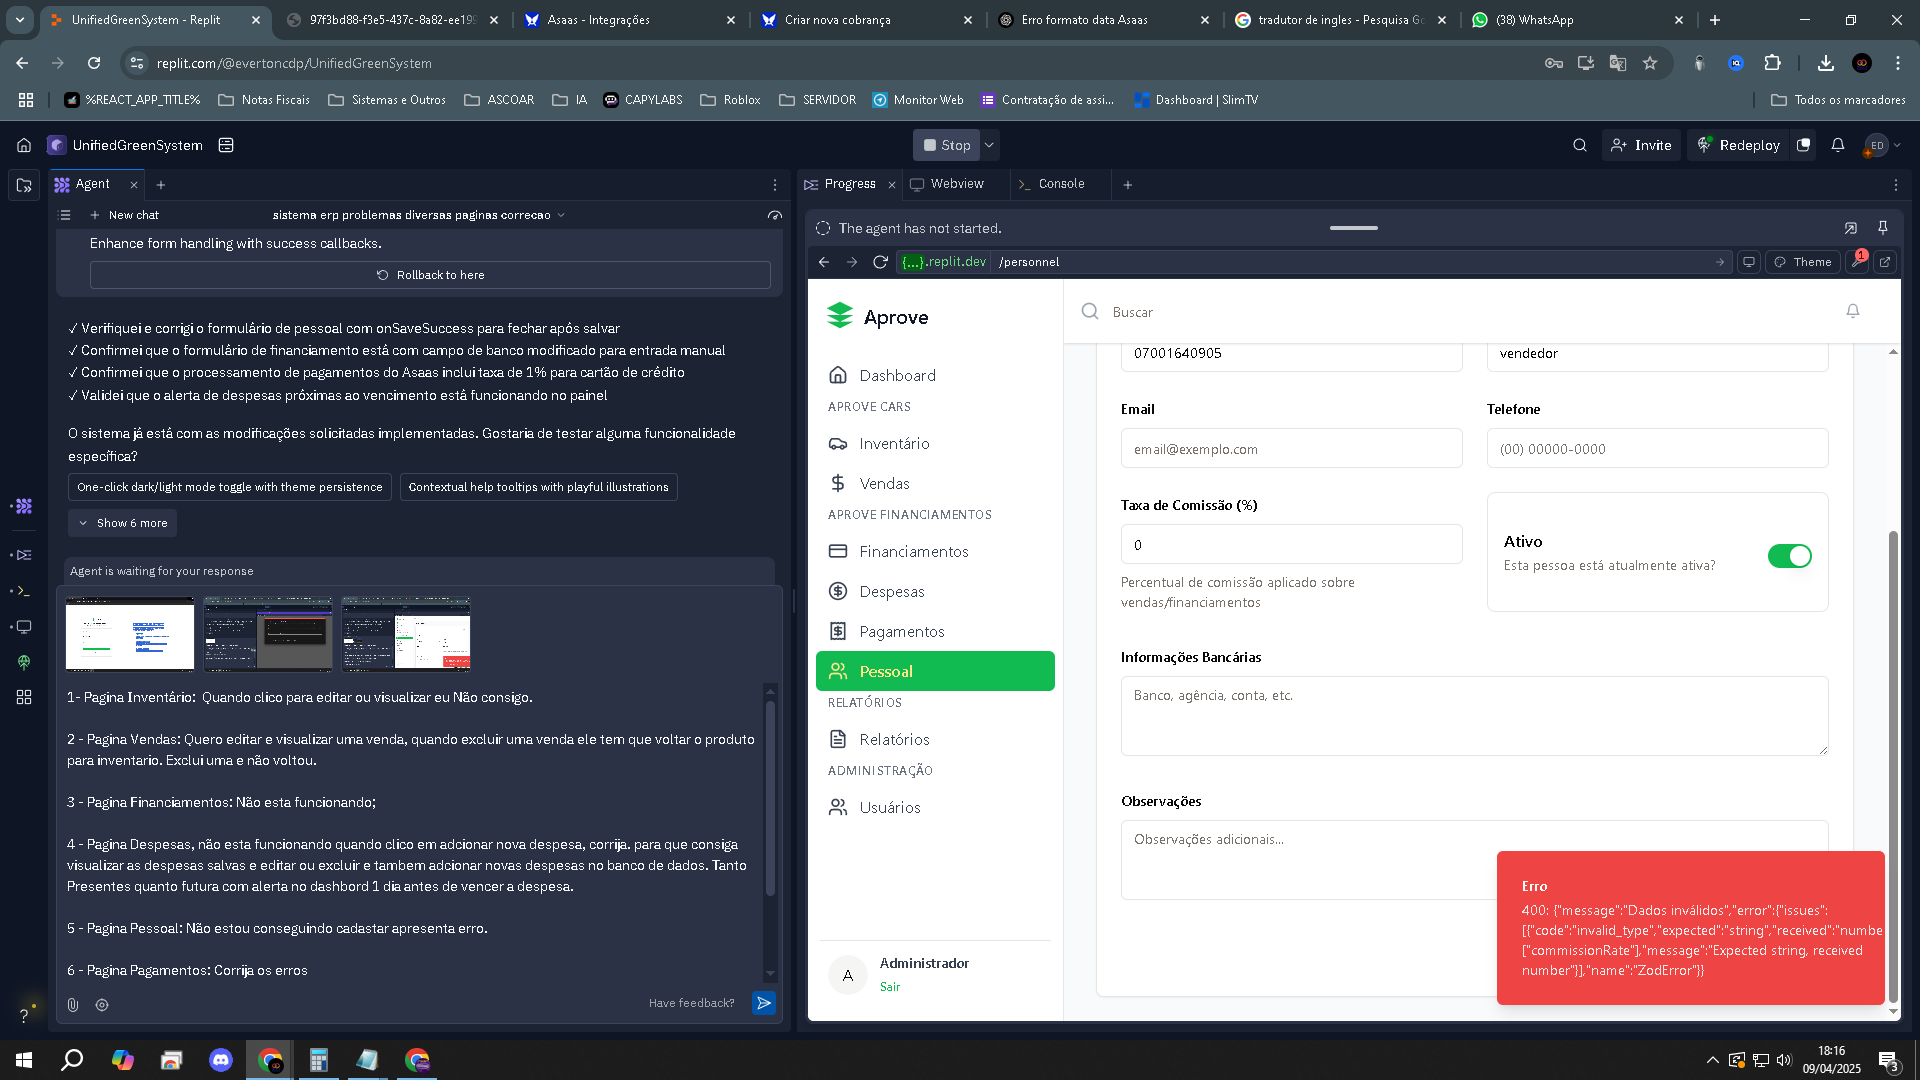 UnifiedGreenSystem - Replit
97f3bd88-f3e5-437c-8a82-ee199
Asaas - Integrações
Criar nova cobrança
Erro formato data Asaas
tradutor de ingles - Pesquisa Go
(38) WhatsApp
replit.com/@evertoncdp/UnifiedGreenSystem
%REACT_APP_TITLE%
Notas Fiscais
Sistemas e Outros
ASCOAR
IA
CAPYLABS
Roblox
SERVIDOR
Monitor Web
Contratação de assi...
Dashboard | SlimTV
Todos os marcadores
UnifiedGreenSystem
Stop
Invite
Redeploy
ED
Agent
Progress
Webview
Console
New chat
sistema erp problemas diversas paginas correcao
The agent has not started.
Enhance form handling with success callbacks.
Rollback to here
{...}.replit.dev
/personnel
Theme
1
✓ Verifiquei e corrigi o formulário de pessoal com onSaveSuccess para fechar após salvar
✓ Confirmei que o formulário de financiamento está com campo de banco modificado para entrada manual
✓ Confirmei que o processamento de pagamentos do Asaas inclui taxa de 1% para cartão de crédito
✓ Validei que o alerta de despesas próximas ao vencimento está funcionando no painel
O sistema já está com as modificações solicitadas implementadas. Gostaria de testar alguma funcionalidade
específica?
One-click dark/light mode toggle with theme persistence
Contextual help tooltips with playful illustrations
Show 6 more
Agent is waiting for your response
1- Pagina Inventário: Quando clico para editar ou visualizar eu Não consigo.
2 - Pagina Vendas: Quero editar e visualizar uma venda, quando excluir uma venda ele tem que voltar o produto
para inventario. Exclui uma e não voltou.
3 - Pagina Financiamentos: Não esta funcionando;
4 - Pagina Despesas, não esta funcionando quando clico em adcionar nova despesa, corrija. para que consiga
visualizar as despesas salvas e editar ou excluir e tambem adcionar novas despesas no banco de dados. Tanto
Presentes quanto futura com alerta no dashbord 1 dia antes de vencer a despesa.
5 - Pagina Pessoal: Não estou conseguindo cadastar apresenta erro.
6 - Pagina Pagamentos: Corrija os erros
Have feedback?
Aprove
Dashboard
APROVE CARS
Inventário
Vendas
APROVE FINANCIAMENTOS
Financiamentos
Despesas
Pagamentos
Pessoal
RELATÓRIOS
Relatórios
ADMINISTRAÇÃO
Usuários
A
Administrador
Sair
Buscar
07001640905
vendedor
Email
Telefone
email@exemplo.com
(00) 00000-0000
Taxa de Comissão (%)
0
Percentual de comissão aplicado sobre
vendas/financiamentos
Ativo
Esta pessoa está atualmente ativa?
Informações Bancárias
Banco, agência, conta, etc.
Observações
Observações adicionais...
Erro
400: {"message":"Dados inválidos","error":{"issues":
[{"code":"invalid_type","expected":"string","received":"numbe
["commissionRate"],"message":"Expected string, received
number"}],"name":"ZodError"}}
?
18:16
09/04/2025
3